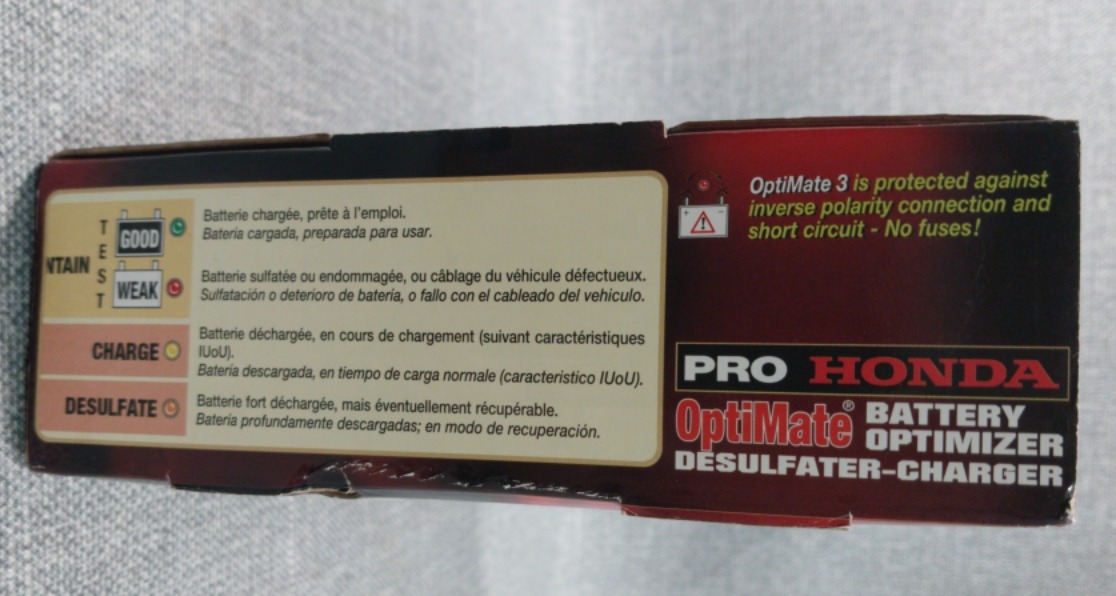 NTAIN
TEST
GOOD
Batterie chargée, prête à l'emploi.
Batería cargada, preparada para usar.
WEAK
Batterie sulfatée ou endommagée, ou câblage du véhicule défectueux.
Sulfatación o deterioro de batería, o fallo con el cableado del vehiculo.
CHARGE
Batterie déchargée, en cours de chargement (suivant caractéristiques
IUoU).
Batería descargada, en tiempo de carga normale (caracteristico IUoU).
DESULFATE
Batterie fort déchargée, mais éventuellement récupérable.
Batería profundamente descargadas; en modo de recuperación.
OptiMate 3 is protected against
inverse polarity connection and
short circuit - No fuses!
PRO HONDA
OptiMate® BATTERY
OPTIMIZER
DESULFATER-CHARGER